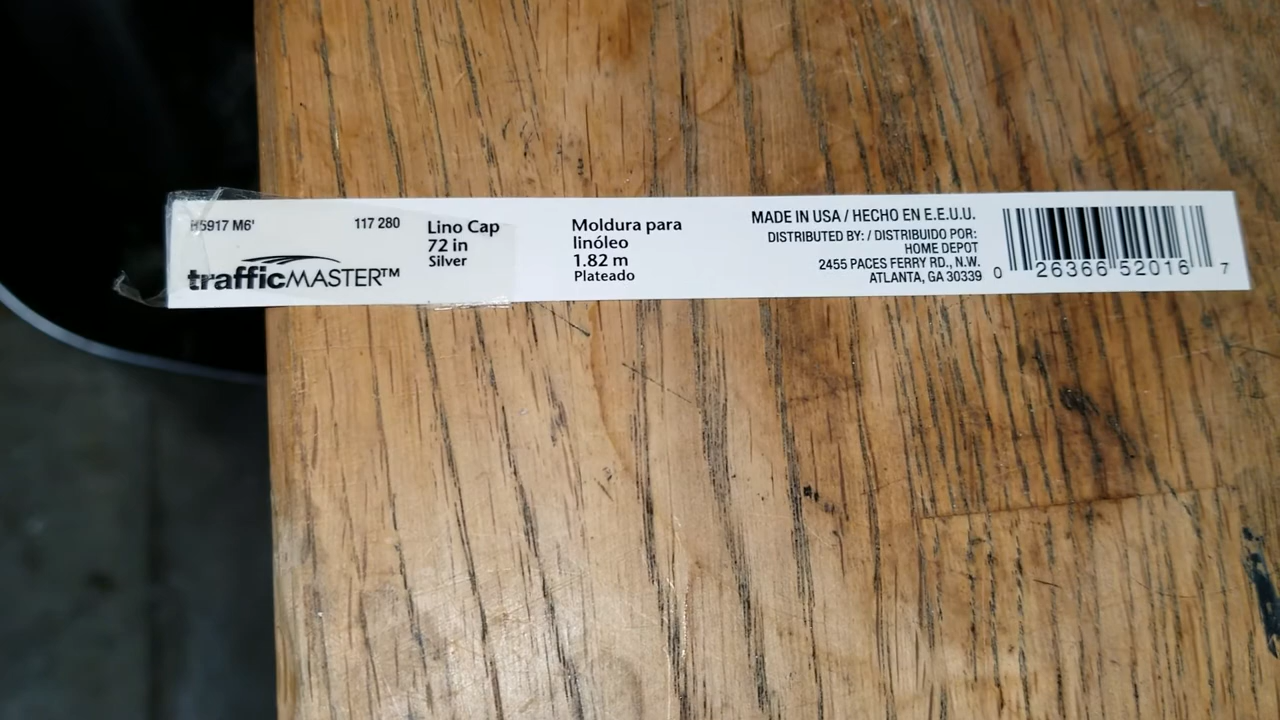 H5917 M6' 117 280
trafficMASTER™
Lino Cap
72 in
Silver
Moldura para
linóleo
1.82 m
Plateado
MADE IN USA / HECHO EN E.E.U.U.
DISTRIBUTED BY: / DISTRIBUIDO POR:
HOME DEPOT
2455 PACES FERRY RD., N.W.
ATLANTA, GA 30339
0 26366 52016 7